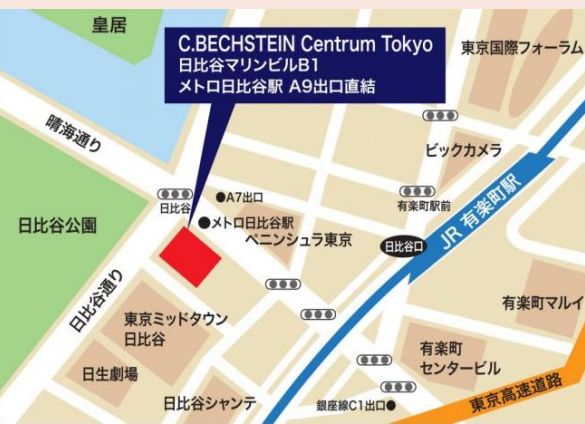 皇居
C.BECHSTEIN Centrum Tokyo
日比谷マリンビルB1
メトロ日比谷駅 A9出口直結
東京国際フォーラム
晴海通り
ビックカメラ
日比谷
●A7出口
有楽町駅前
日比谷公園
●メトロ日比谷駅
ペニンシュラ東京
日比谷口
JR 有楽町駅
日比谷通り
東京ミッドタウン
日比谷
有楽町マルイ
有楽町
センタービル
日生劇場
日比谷シャンテ
銀座線C1出口●
東京高速道路